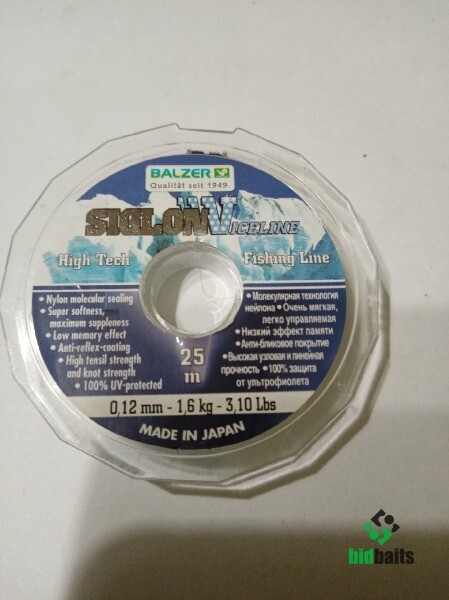 BALZER
Qualität seit 1949.
SIGLON V ICELINE
High Tech
Fishing Line
• Nylon molecular sealing
• Super softness,
maximum suppleness
• Low memory effect
• Anti-reflex-coating
• High tensil strength
and knot strength
• 100% UV-protected
25
m
• Молекулярная технология
нейлона • Очень мягкая,
легко управляемая
• Низкий эффект памяти
• Анти-бликовое покрытие
• Высокая узловая и линейная
прочность • 100% защита
от ультрафиолета
0,12 mm - 1,6 kg - 3,10 Lbs
MADE IN JAPAN
bidbaits